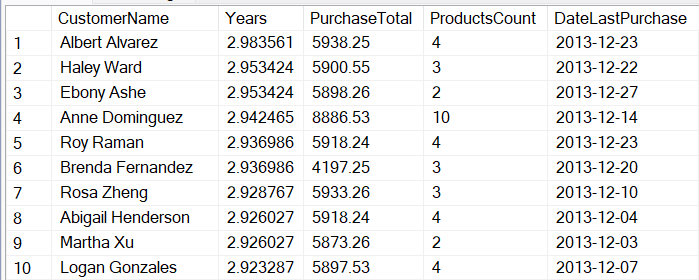 CustomerName Years PurchaseTotal ProductsCount DateLastPurchase
1 Albert Alvarez 2.983561 5938.25 4 2013-12-23
2 Haley Ward 2.953424 5900.55 3 2013-12-22
3 Ebony Ashe 2.953424 5898.26 2 2013-12-27
4 Anne Dominguez 2.942465 8886.53 10 2013-12-14
5 Roy Raman 2.936986 5918.24 4 2013-12-23
6 Brenda Fernandez 2.936986 4197.25 3 2013-12-20
7 Rosa Zheng 2.928767 5933.26 3 2013-12-10
8 Abigail Henderson 2.926027 5918.24 4 2013-12-04
9 Martha Xu 2.926027 5873.26 2 2013-12-03
10 Logan Gonzales 2.923287 5897.53 4 2013-12-07